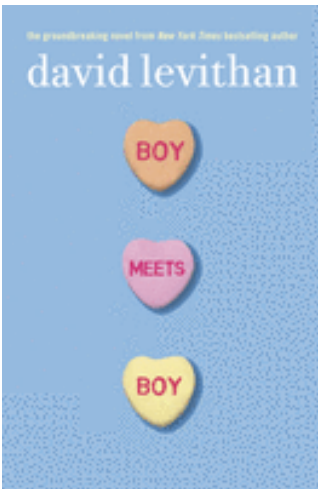 the groundbreaking novel from New York Times bestselling author
david levithan
BOY
MEETS
BOY